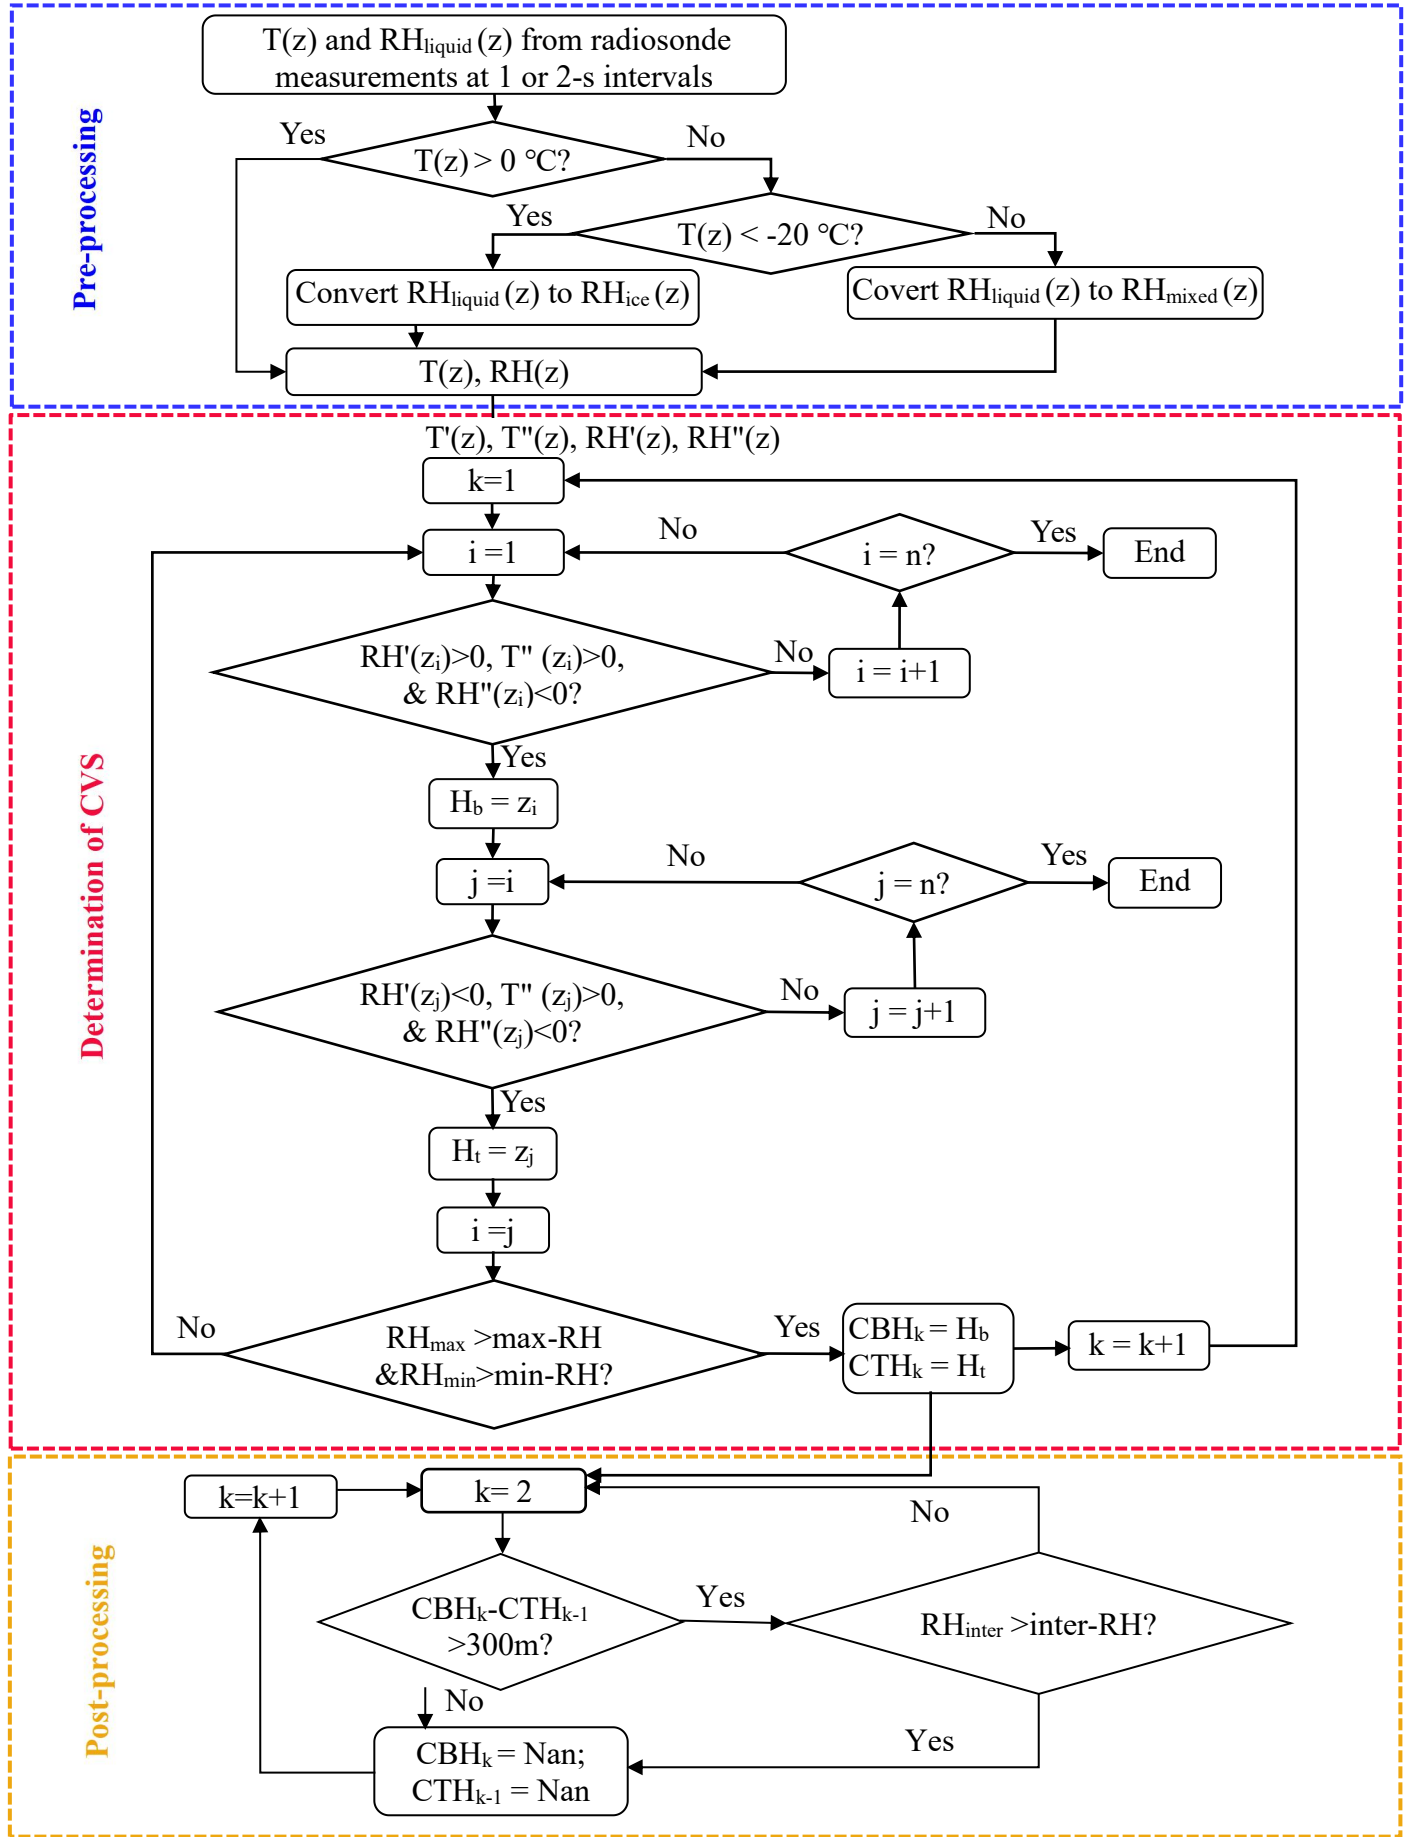 Pre-processing
T(z) and RHliquid (z) from radiosonde
measurements at 1 or 2-s intervals
Yes
No
T(z) > 0 °C?
Yes
No
T(z) < -20 °C?
Convert RHliquid (z) to RHice (z)
Covert RHliquid (z) to RHmixed (z)
T(z), RH(z)
Determination of CVS
T'(z), T"(z), RH'(z), RH"(z)
k=1
i =1
No
i = n?
Yes
End
RH'(zi)>0, T" (zi)>0,
& RH"(zi)<0?
No
i = i+1
Yes
Hb = zi
j =i
No
j = n?
Yes
End
RH'(zj)<0, T" (zj)>0,
& RH"(zj)<0?
No
j = j+1
Yes
Ht = zj
i =j
No
RHmax >max-RH
&RHmin>min-RH?
Yes
CBHk = Hb
CTHk = Ht
k = k+1
Post-processing
k=k+1
k= 2
No
CBHk-CTHk-1
>300m?
Yes
RHinter >inter-RH?
No
Yes
CBHk = Nan;
CTHk-1 = Nan